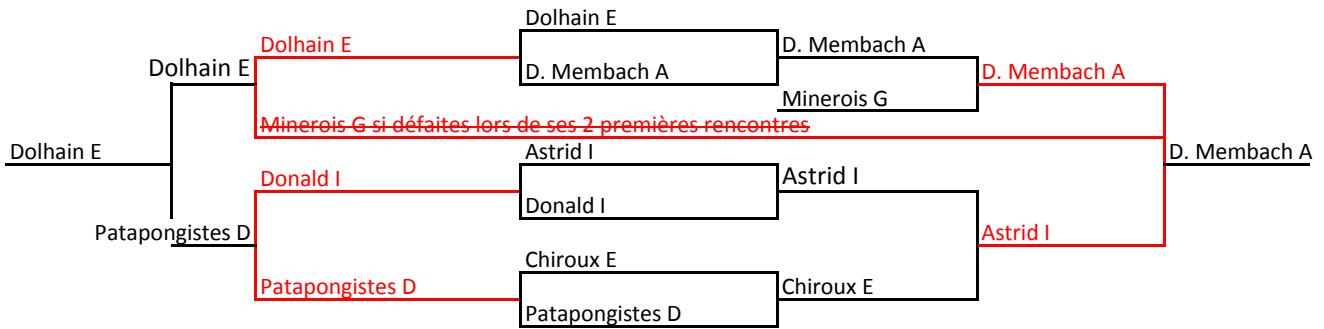 Dolhain E
Dolhain E
D. Membach A
Dolhain E
D. Membach A
D. Membach A
Minerois G
Minerois G si défaites lors de ses 2 premières rencontres
Dolhain E
Astrid I
D. Membach A
Donald I
Astrid I
Donald I
Patapongistes D
Astrid I
Chiroux E
Patapongistes D
Chiroux E
Patapongistes D